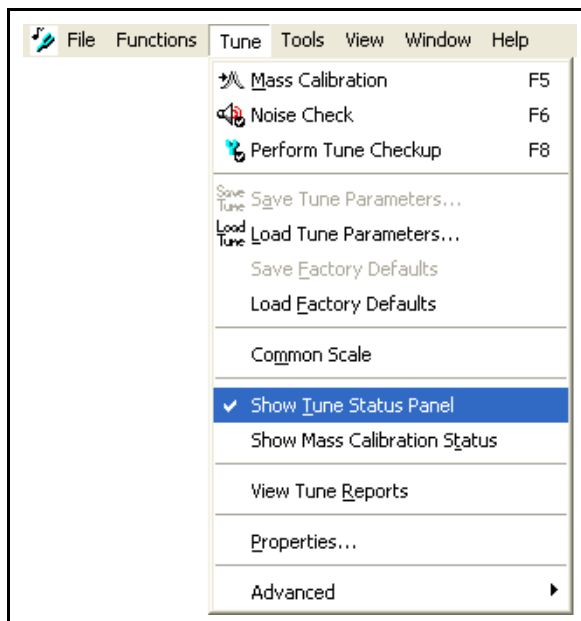 File Functions Tune Tools View Window Help
Mass Calibration F5
Noise Check F6
Perform Tune Checkup F8
Save Tune Save Tune Parameters...
Load Tune Load Tune Parameters...
Save Factory Defaults
Load Factory Defaults
Common Scale
Show Tune Status Panel
Show Mass Calibration Status
View Tune Reports
Properties...
Advanced